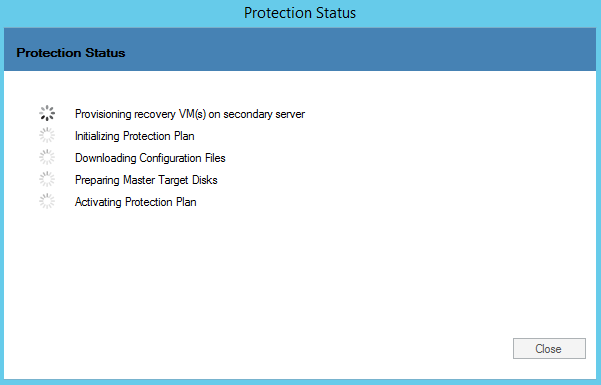 Protection Status
Protection Status
Provisioning recovery VM(s) on secondary server
Initializing Protection Plan
Downloading Configuration Files
Preparing Master Target Disks
Activating Protection Plan
Close